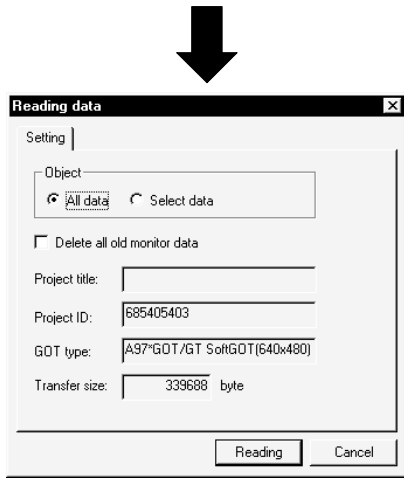 Reading data
Setting
Object
All data Select data
Delete all old monitor data
Project title:
Project ID: 685405403
GOT type: A97*GOT/GT SoftGOT(640x480)
Transfer size: 339688 byte
Reading Cancel